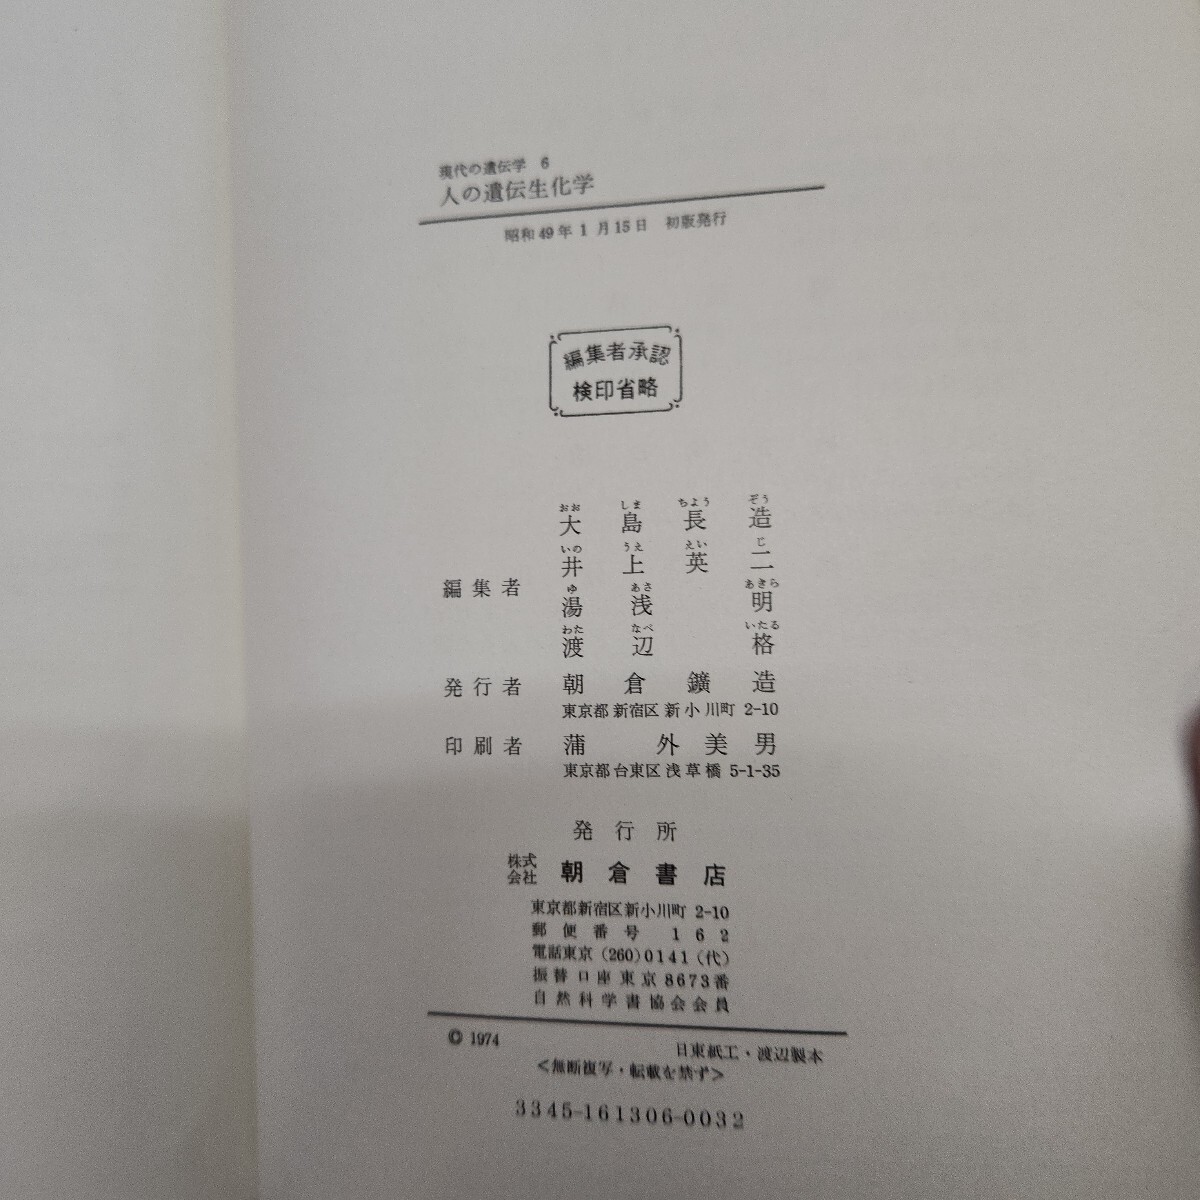 現代の遺伝学 6
人の遺伝生化学
昭和49年1月15日 初版発行
編集者承認
検印省略
おお しま ちよう ぞう
大島長造
いの うえ えい じ
井上英二
編集者
ゆ あさ あきら
湯浅 明
わた なべ いたる
渡辺 格
発行者 朝倉鑛造
東京都新宿区新小川町 2-10
印刷者 蒲 外美男
東京都台東区浅草橋 5-1-35
発行所
株式会社 朝倉書店
東京都新宿区新小川町 2-10
郵便番号 162
電話東京 (260) 0141 (代)
振替口座東京8673番
自然科学書協会会員
© 1974 日東紙工・渡辺製本
<無断複写・転載を禁ず>
3345-161306-0032